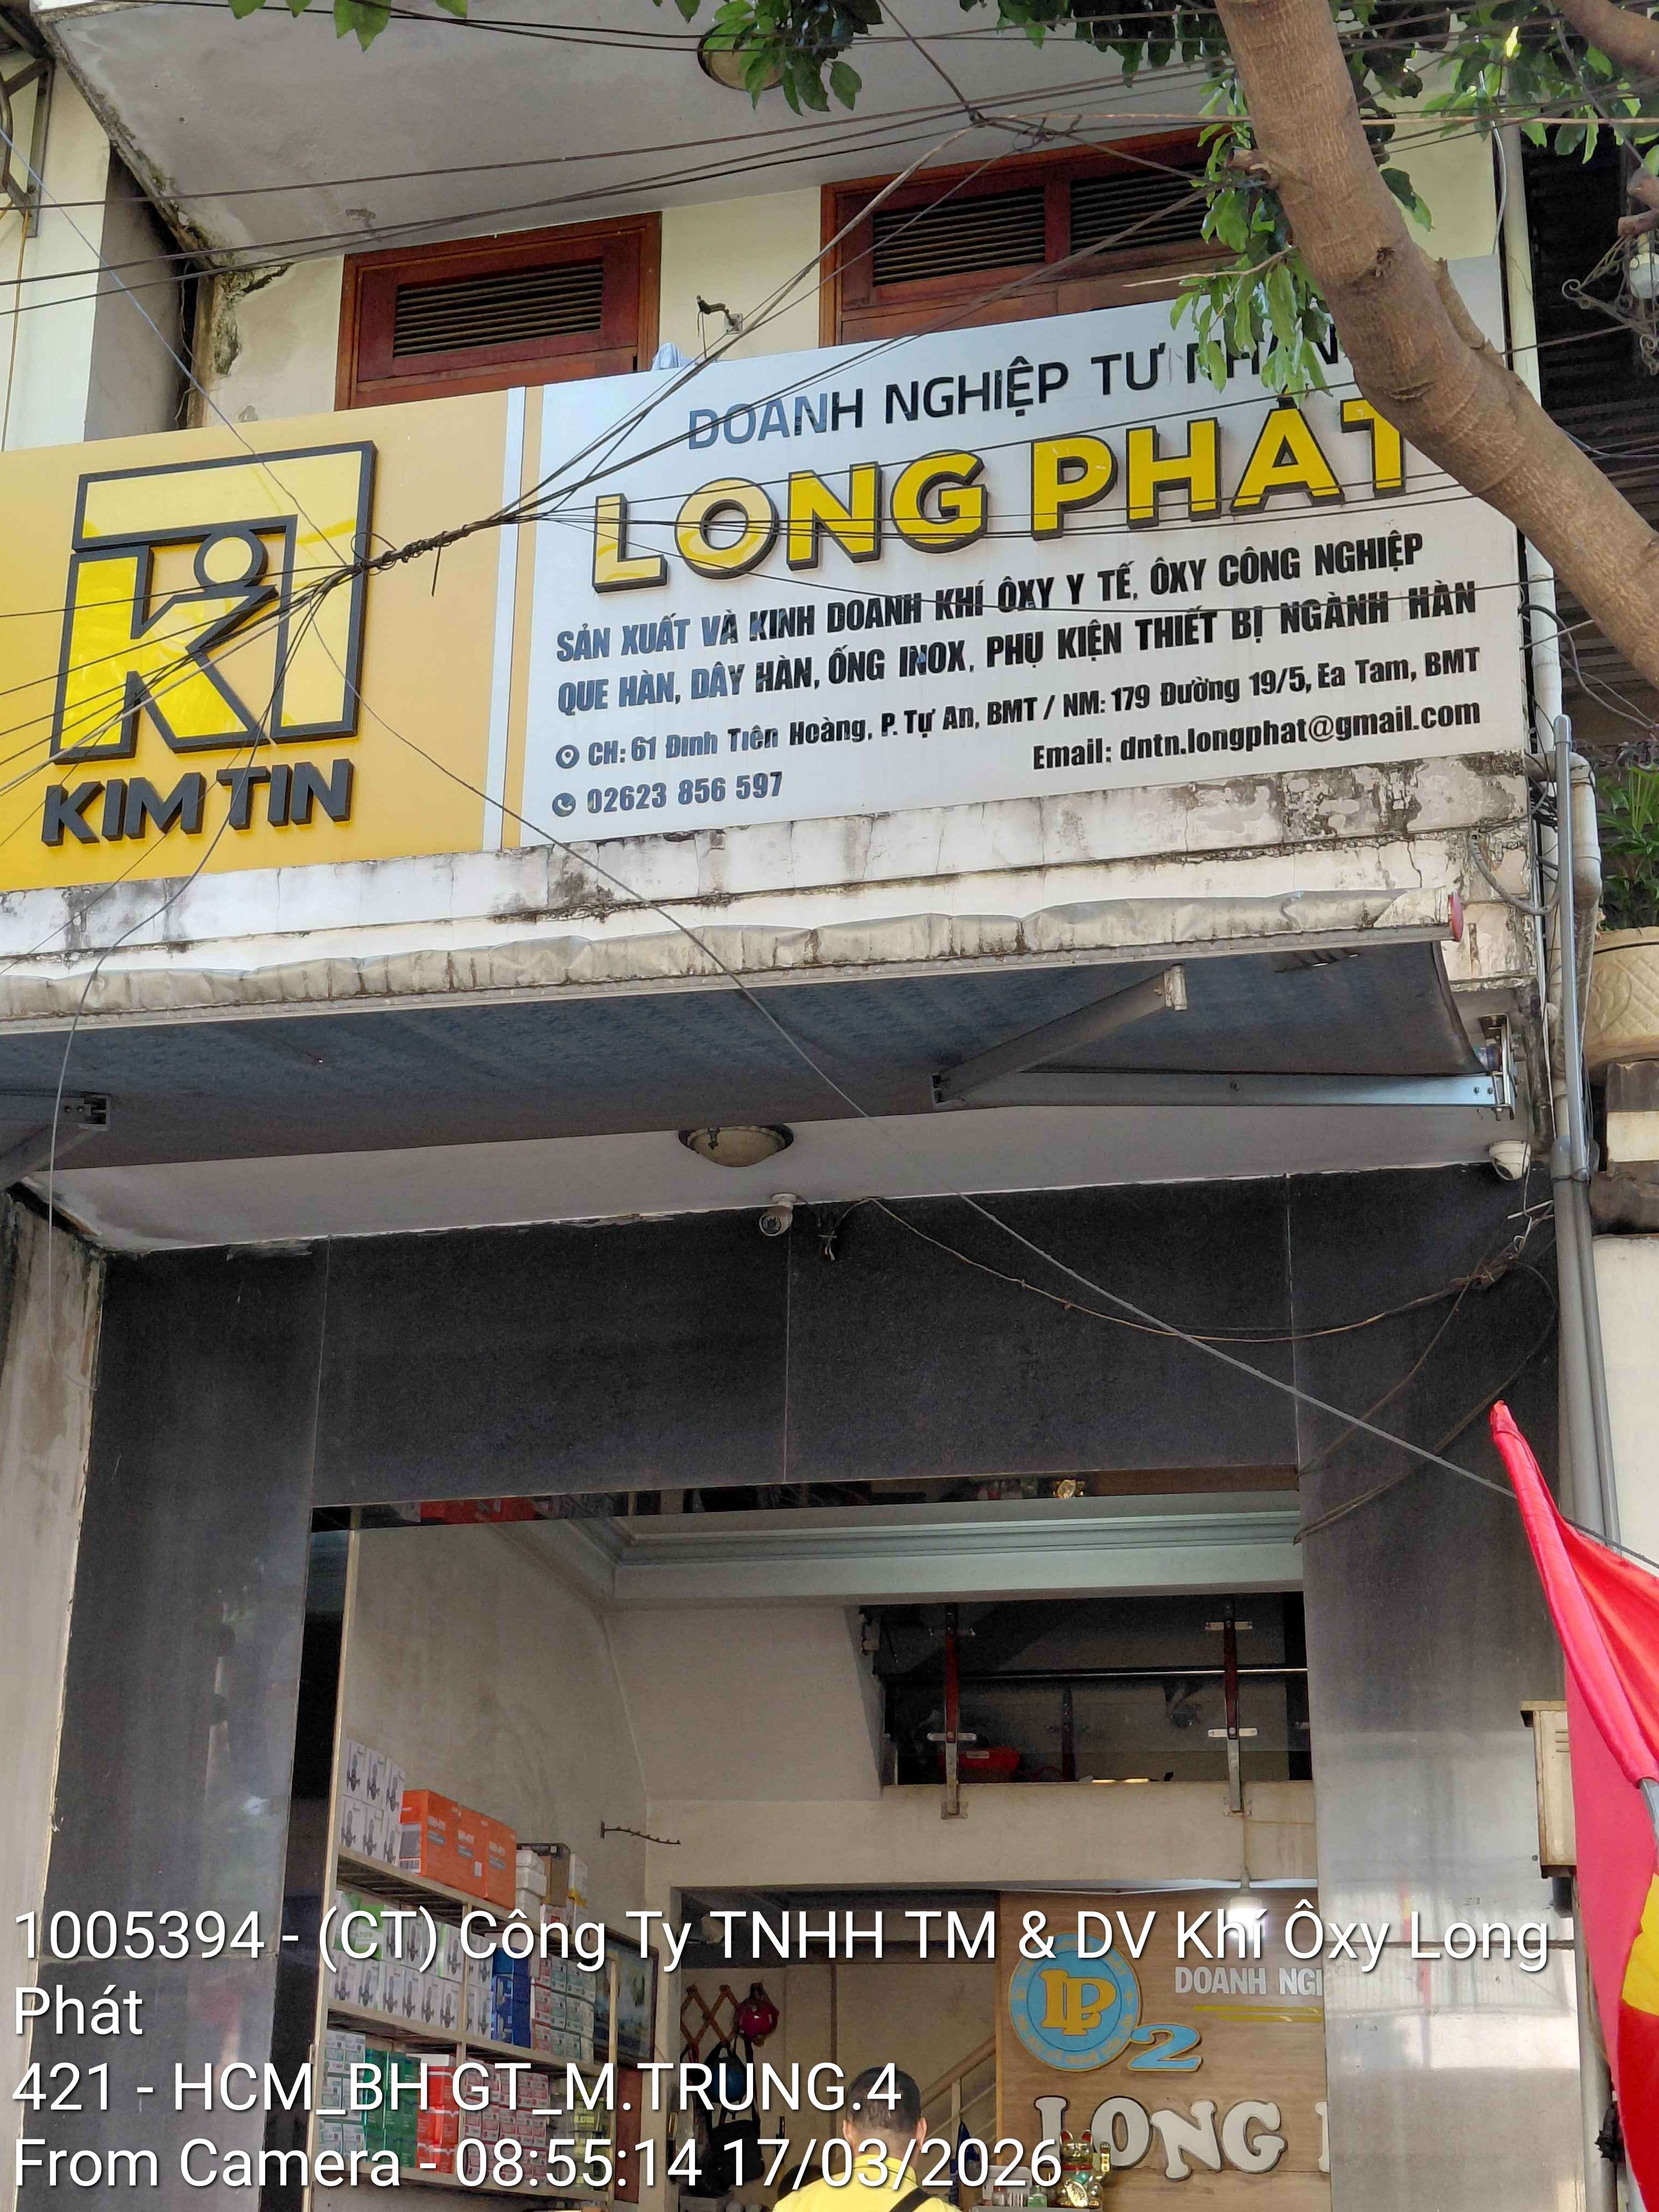 DOANH NGHIỆP TƯ NHÂN
LONG PHÁT
SẢN XUẤT VÀ KINH DOANH KHÍ ÔXY Y TẾ, ÔXY CÔNG NGHIỆP
QUE HÀN, DÂY HÀN, ỐNG INOX, PHỤ KIỆN THIẾT BỊ NGÀNH HÀN
CH: 61 Đinh Tiên Hoàng, P. Tự An, BMT / NM: 179 Đường 19/5, Ea Tam, BMT
Email: dntn.longphat@gmail.com
02623 856 597
KIM TIN
DOANH NGHI
LP
2
LONG
1005394 - (CT) Công Ty TNHH TM & DV Khí Ôxy Long
Phát
421 - HCM_BH GT_M.TRUNG.4
From Camera - 08:55:14 17/03/2026